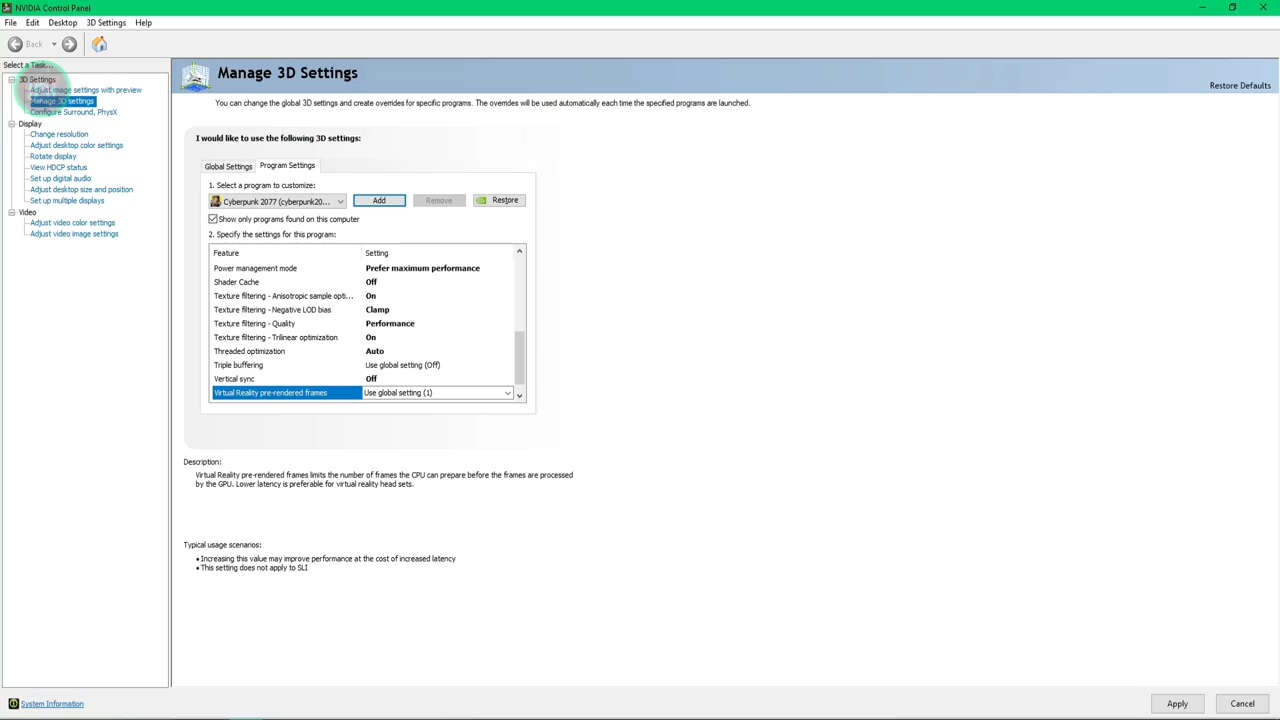 NVIDIA Control Panel
File Edit Desktop 3D Settings Help
Back
Select a Task...
3D Settings
Adjust image settings with preview
Manage 3D settings
Configure Surround, PhysX
Display
Change resolution
Adjust desktop color settings
Rotate display
View HDCP status
Set up digital audio
Adjust desktop size and position
Set up multiple displays
Video
Adjust video color settings
Adjust video image settings
Manage 3D Settings
Restore Defaults
You can change the global 3D settings and create overrides for specific programs. The overrides will be used automatically each time the specified programs are launched.
I would like to use the following 3D settings:
Global Settings Program Settings
1. Select a program to customize:
Cyberpunk 2077 (cyberpunk20... Add Remove Restore
Show only programs found on this computer
2. Specify the settings for this program:
Feature Setting
Power management mode Prefer maximum performance
Shader Cache Off
Texture filtering - Anisotropic sample opti... On
Texture filtering - Negative LOD bias Clamp
Texture filtering - Quality Performance
Texture filtering - Trilinear optimization On
Threaded optimization Auto
Triple buffering Use global setting (Off)
Vertical sync Off
Virtual Reality pre-rendered frames Use global setting (1)
Description:
Virtual Reality pre-rendered frames limits the number of frames the CPU can prepare before the frames are processed
by the GPU. Lower latency is preferable for virtual reality head sets.
Typical usage scenarios:
• Increasing this value may improve performance at the cost of increased latency
• This setting does not apply to SLI
System Information
Apply Cancel